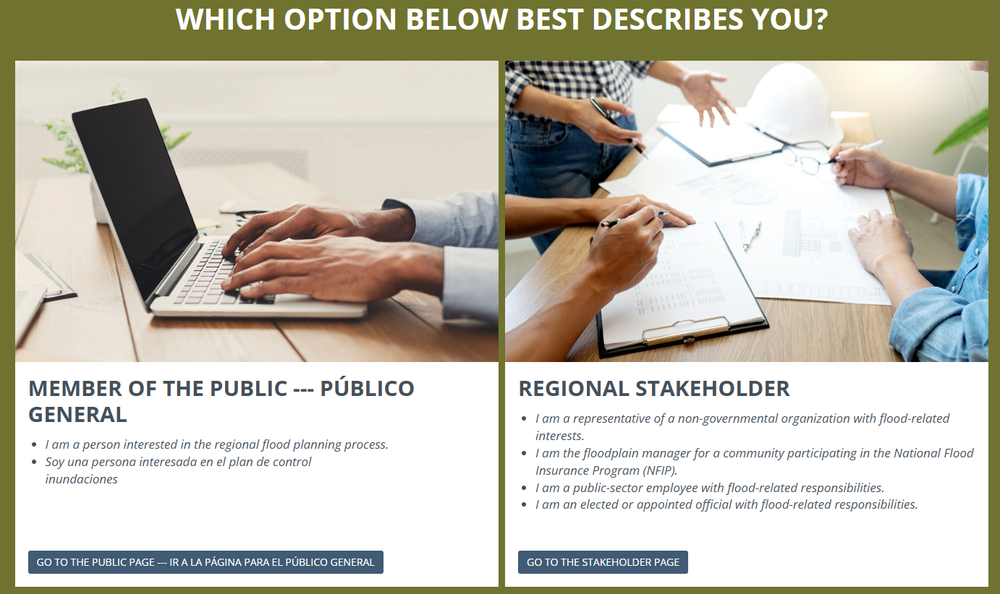 WHICH OPTION BELOW BEST DESCRIBES YOU?
MEMBER OF THE PUBLIC --- PÚBLICO
GENERAL
• I am a person interested in the regional flood planning process.
• Soy una persona interesada en el plan de control
inundaciones
GO TO THE PUBLIC PAGE --- IR A LA PÁGINA PARA EL PÚBLICO GENERAL
REGIONAL STAKEHOLDER
• I am a representative of a non-governmental organization with flood-related
interests.
• I am the floodplain manager for a community participating in the National Flood
Insurance Program (NFIP).
• I am a public-sector employee with flood-related responsibilities.
• I am an elected or appointed official with flood-related responsibilities.
GO TO THE STAKEHOLDER PAGE